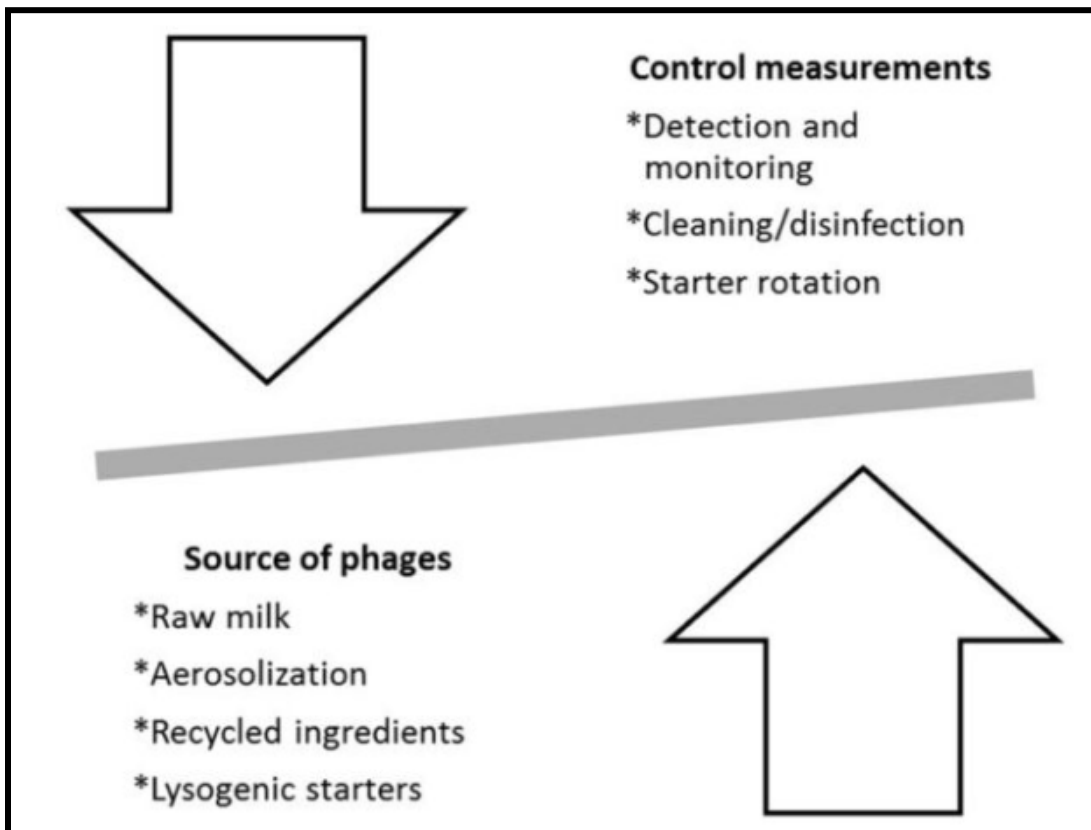 Control measurements
*Detection and
monitoring
*Cleaning/disinfection
*Starter rotation
Source of phages
*Raw milk
*Aerosolization
*Recycled ingredients
*Lysogenic starters